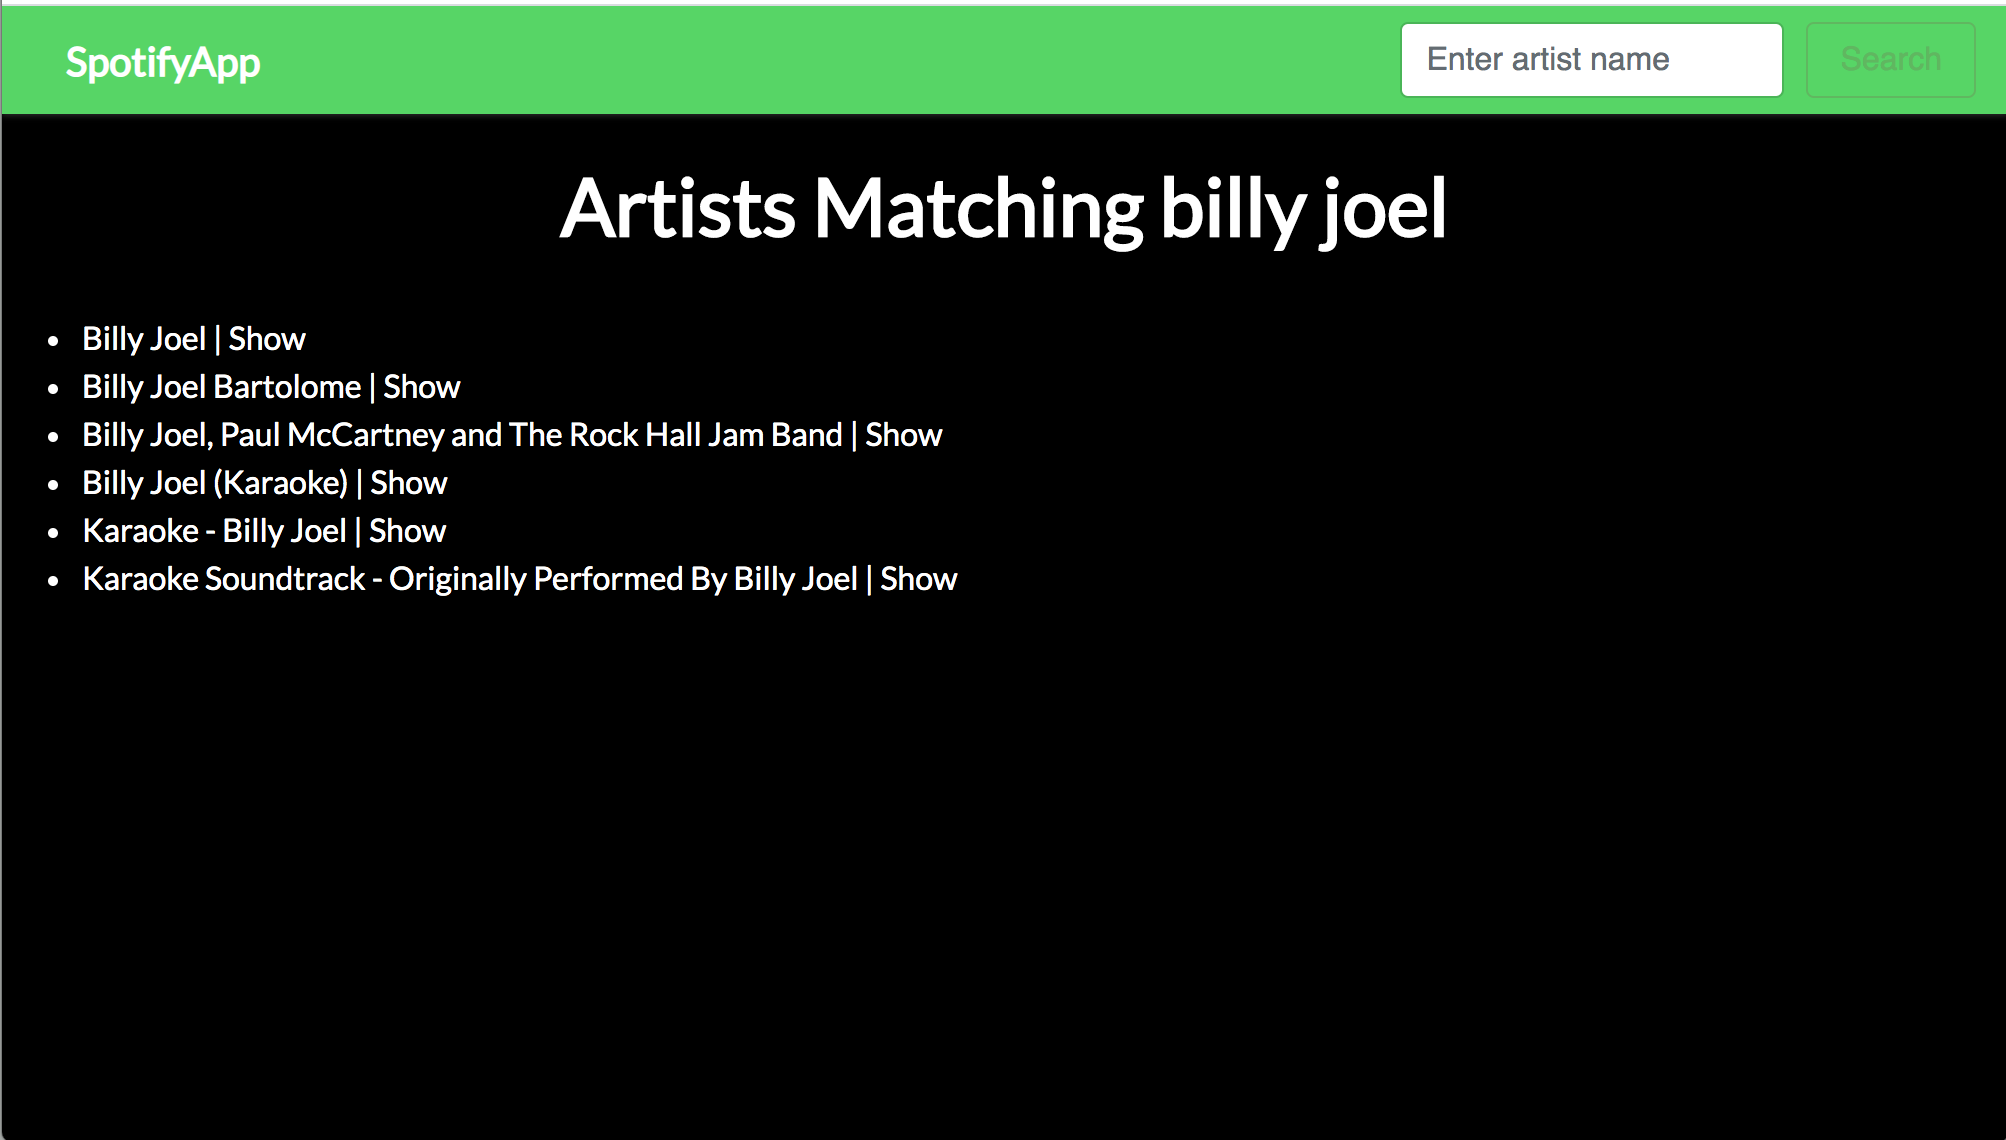 SpotifyApp
Enter artist name
Search
Artists Matching billy joel
Billy Joel | Show
Billy Joel Bartolome | Show
Billy Joel, Paul McCartney and The Rock Hall Jam Band | Show
Billy Joel (Karaoke) | Show
Karaoke - Billy Joel | Show
Karaoke Soundtrack - Originally Performed By Billy Joel | Show